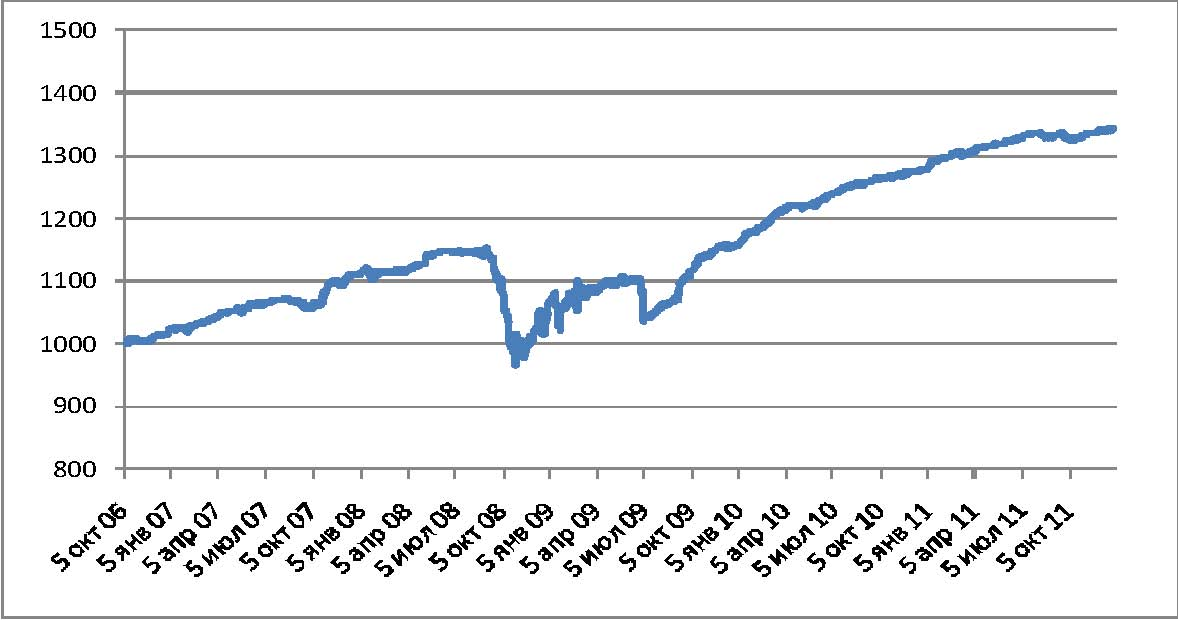 1500
1400
1300
1200
1100
1000
900
800
5 окт 06
5 янв 07
5 апр 07
5 июл 07
5 окт 07
5 янв 08
5 апр 08
5 июл 08
5 окт 08
5 янв 09
5 апр 09
5 июл 09
5 окт 09
5 янв 10
5 апр 10
5 июл 10
5 окт 10
5 янв 11
5 апр 11
5 июл 11
5 окт 11